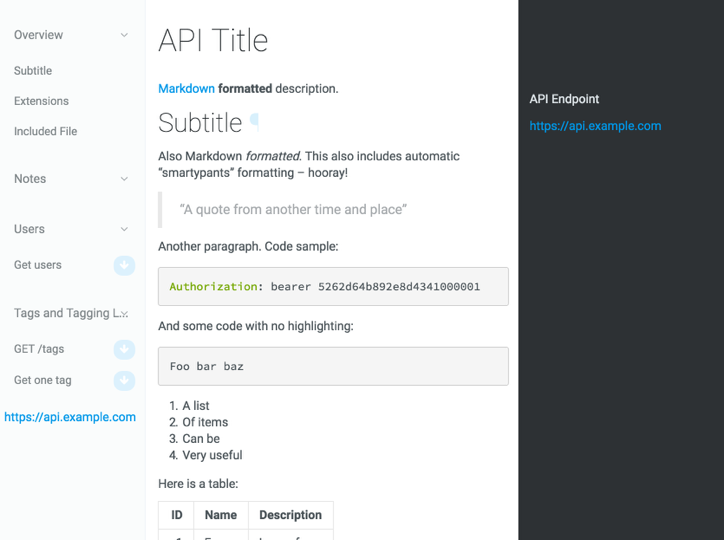 Overview
Subtitle
Extensions
Included File
Notes
Users
Get users
Tags and Tagging L...
GET /tags
Get one tag
https://api.example.com
API Title
Markdown formatted description.
Subtitle ¶
Also Markdown formatted. This also includes automatic
“smartypants” formatting – hooray!
“A quote from another time and place”
Another paragraph. Code sample:
Authorization: bearer 5262d64b892e8d4341000001
And some code with no highlighting:
Foo bar baz
1. A list
2. Of items
3. Can be
4. Very useful
Here is a table:
ID Name Description
API Endpoint
https://api.example.com